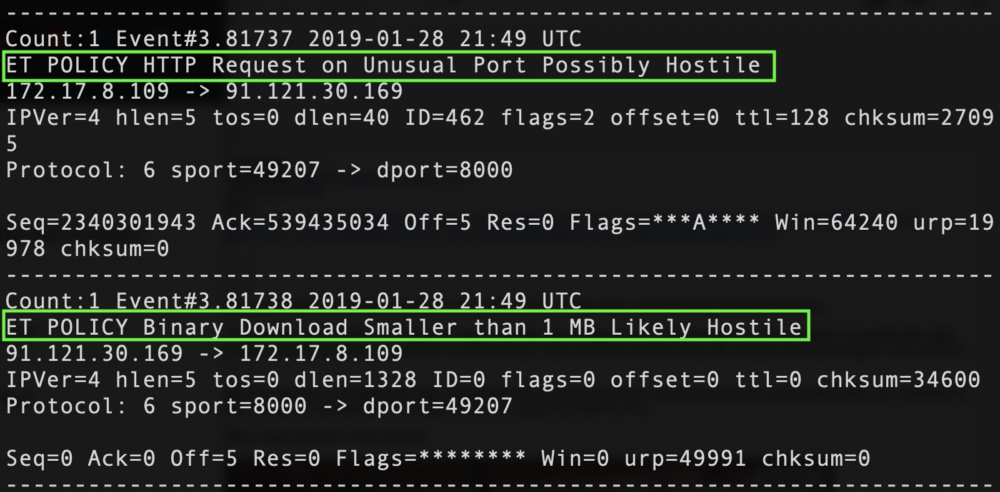 --------------------------------------------------------------------------
Count:1 Event#3.81737 2019-01-28 21:49 UTC
ET POLICY HTTP Request on Unusual Port Possibly Hostile
172.17.8.109 -> 91.121.30.169
IPVer=4 hlen=5 tos=0 dlen=40 ID=462 flags=2 offset=0 ttl=128 chksum=2709
5
Protocol: 6 sport=49207 -> dport=8000
Seq=2340301943 Ack=539435034 Off=5 Res=0 Flags=***A**** Win=64240 urp=19
978 chksum=0
--------------------------------------------------------------------------
Count:1 Event#3.81738 2019-01-28 21:49 UTC
ET POLICY Binary Download Smaller than 1 MB Likely Hostile
91.121.30.169 -> 172.17.8.109
IPVer=4 hlen=5 tos=0 dlen=1328 ID=0 flags=0 offset=0 ttl=0 chksum=34600
Protocol: 6 sport=8000 -> dport=49207
Seq=0 Ack=0 Off=5 Res=0 Flags=******** Win=0 urp=49991 chksum=0
--------------------------------------------------------------------------